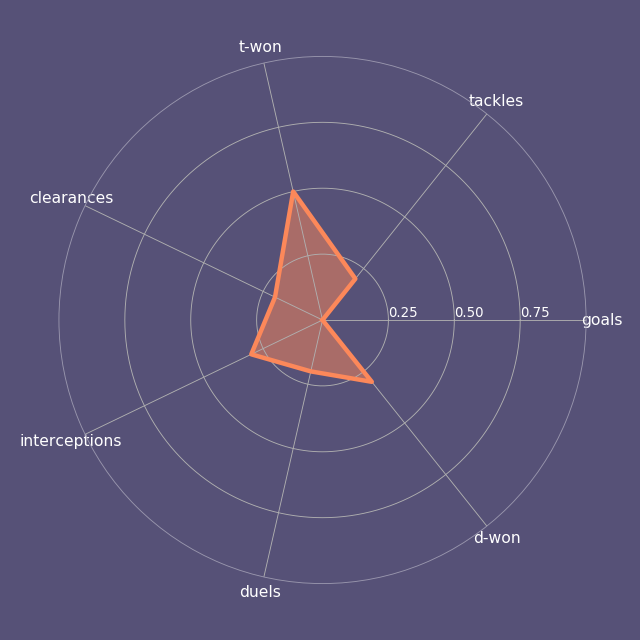 t-won
tackles
clearances
0.25 0.50 0.75
goals
interceptions
d-won
duels